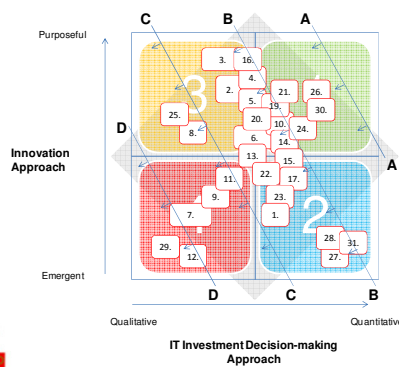 C B A
Purposeful
3. 16.
4.
2. 21. 26.
3
5. 19. 30.
25. 20. 10. 24.
8.
D 6. 14.
Innovation Approach
13. 15.
A
11. 22. 17.
9. 23.
7. 1. 2
28. 31.
29. 12. 27.
Emergent
D C B
Qualitative Quantitative
IT Investment Decision-making
Approach